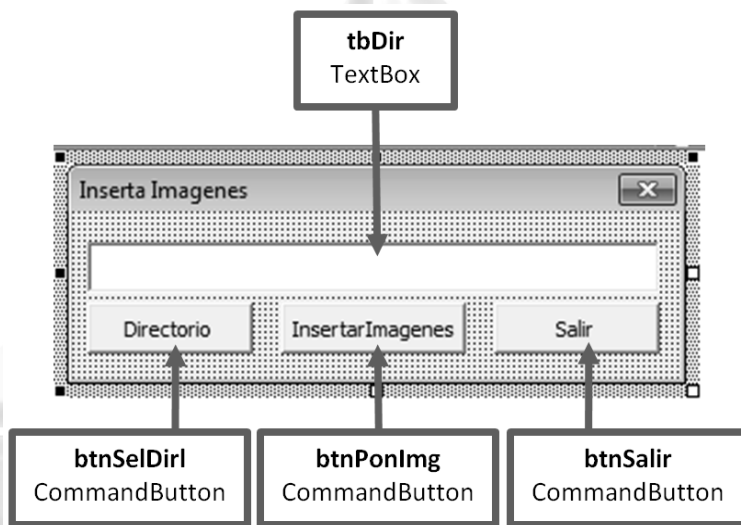 tbDir
TextBox
Inserta Imagenes
Directorio
InsertarImagenes
Salir
btnSelDirl
CommandButton
btnPonImg
CommandButton
btnSalir
CommandButton